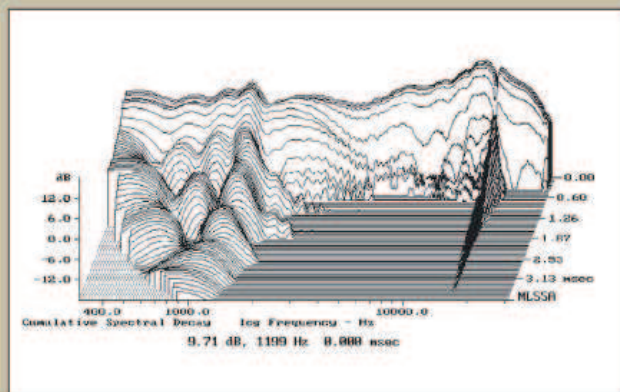 dB
12.0
6.0
0.0
-6.0
-12.0
0.00
0.60
1.26
1.87
2.53
3.13 msec
MLSSA
400.0 1000.0 10000.0
Cumulative Spectral Decay log Frequency - Hz
9.71 dB, 1199 Hz 0.000 msec